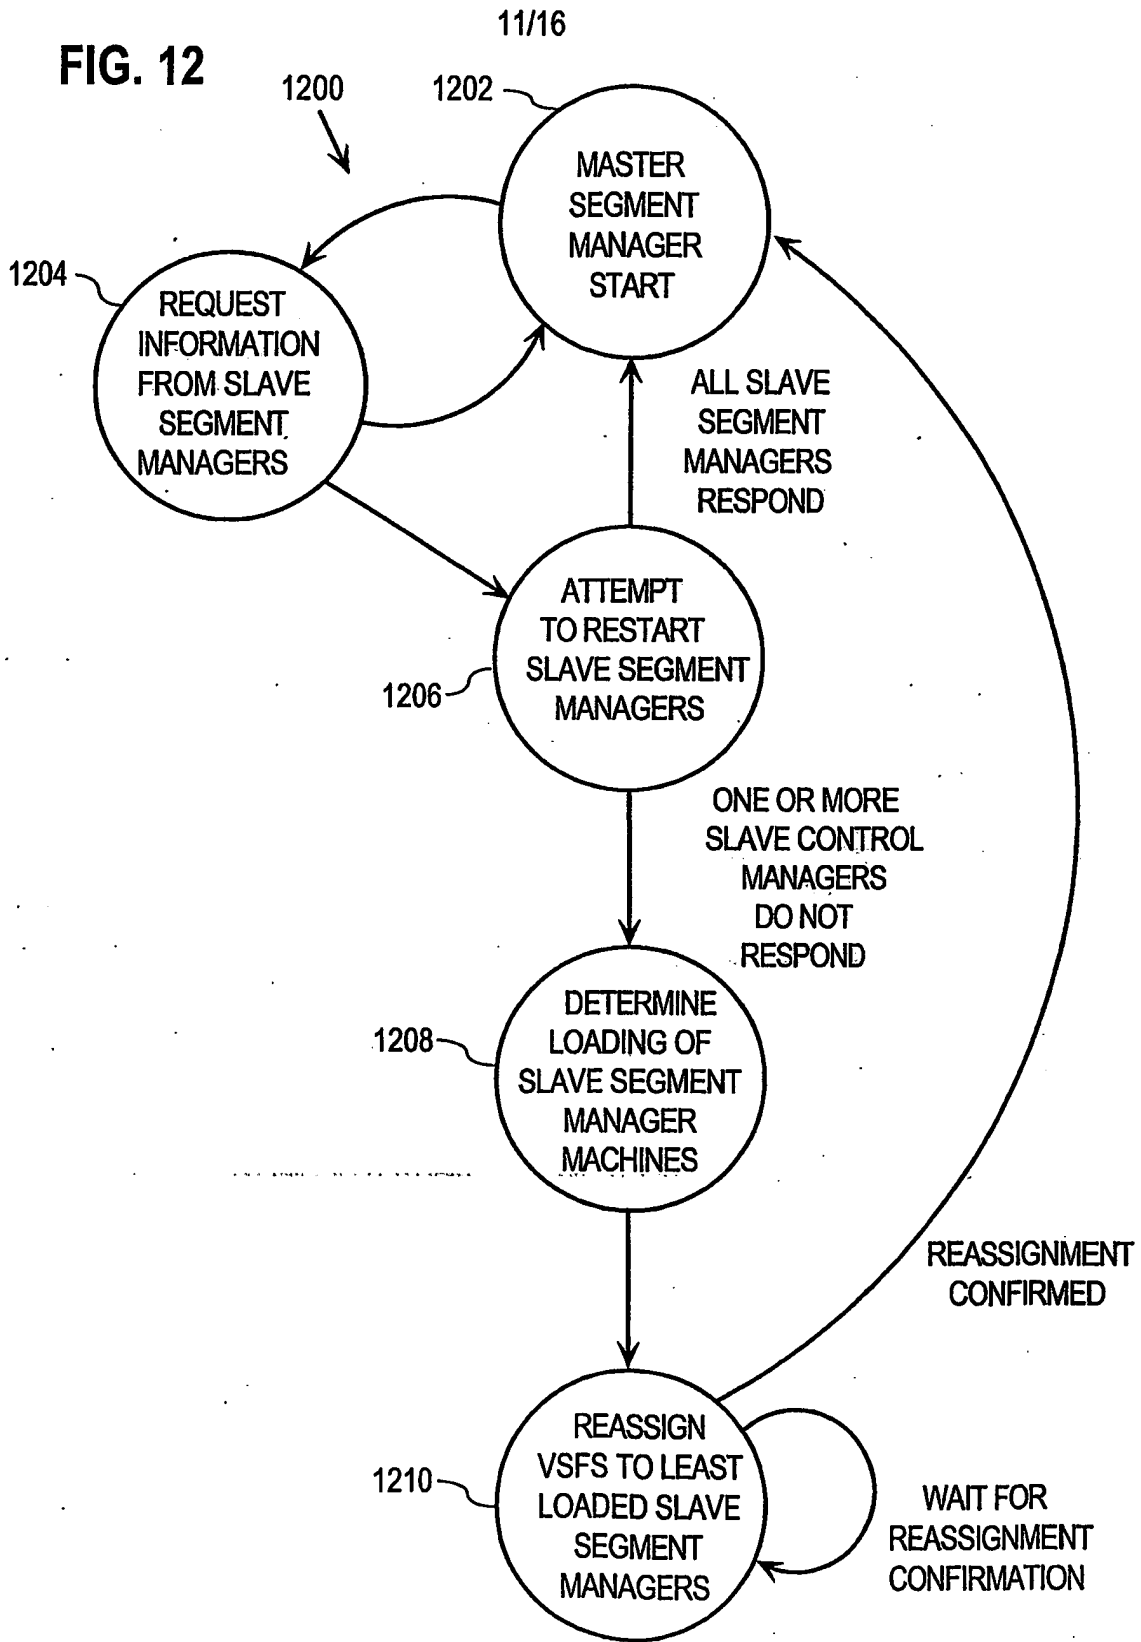 11/16
FIG. 12
1200
1202
MASTER
SEGMENT
MANAGER
START
1204
REQUEST
INFORMATION
FROM SLAVE
SEGMENT
MANAGERS
ALL SLAVE
SEGMENT
MANAGERS
RESPOND
1206
ATTEMPT
TO RESTART
SLAVE SEGMENT
MANAGERS
ONE OR MORE
SLAVE CONTROL
MANAGERS
DO NOT
RESPOND
1208
DETERMINE
LOADING OF
SLAVE SEGMENT
MANAGER
MACHINES
REASSIGNMENT
CONFIRMED
1210
REASSIGN
VSFS TO LEAST
LOADED SLAVE
SEGMENT
MANAGERS
WAIT FOR
REASSIGNMENT
CONFIRMATION